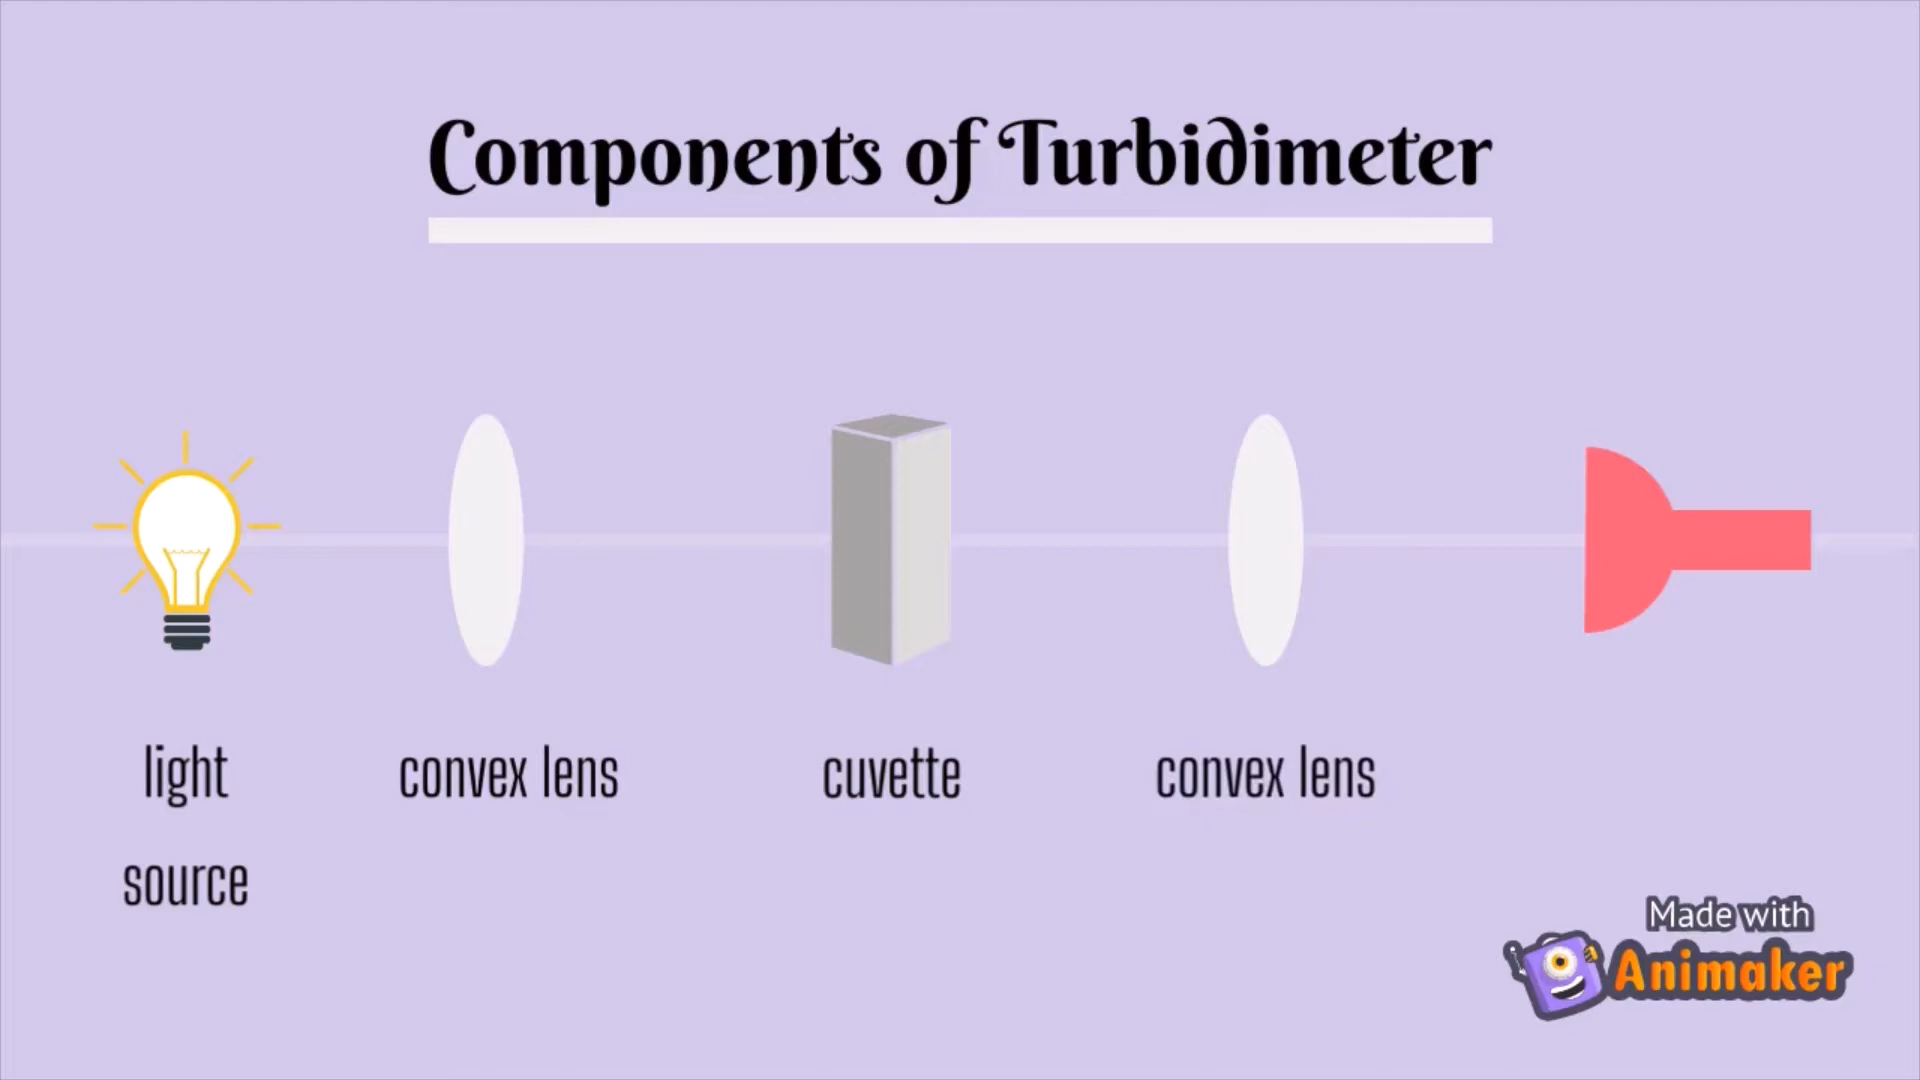 Components of Turbidimeter
light
source
convex lens
cuvette
convex lens
Made with
Animaker